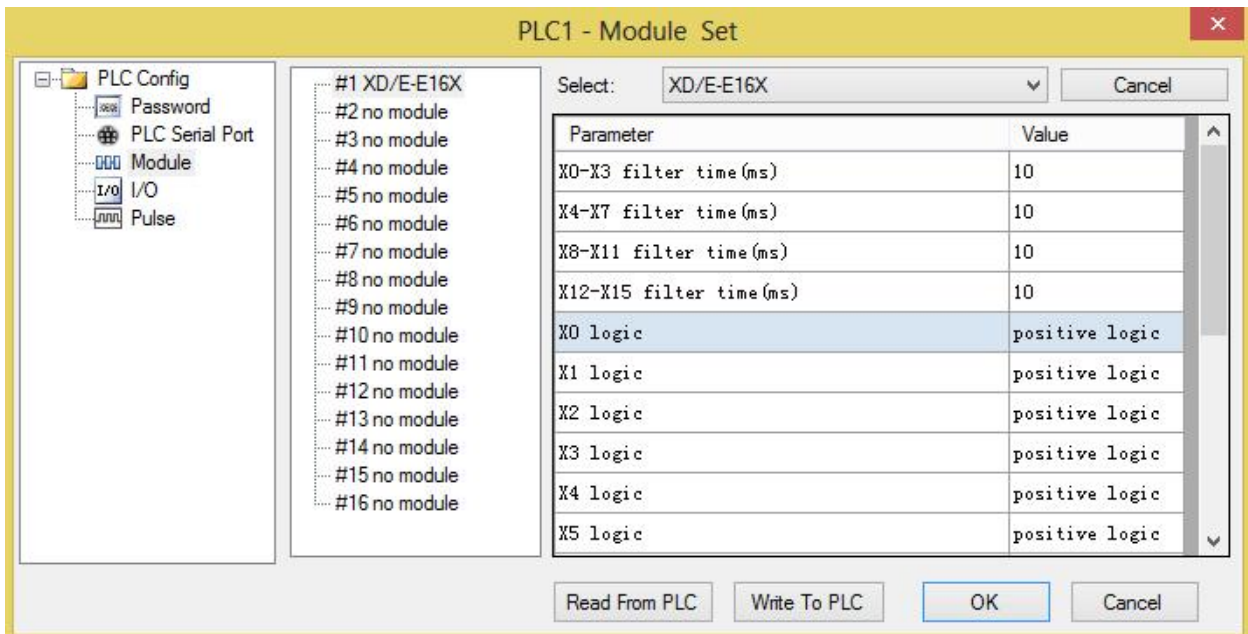 PLC1 - Module Set
PLC Config
Password
PLC Serial Port
Module
I/O I/O
Pulse
#1 XD/E-E16X
#2 no module
#3 no module
#4 no module
#5 no module
#6 no module
#7 no module
#8 no module
#9 no module
#10 no module
#11 no module
#12 no module
#13 no module
#14 no module
#15 no module
#16 no module
Select: XD/E-E16X Cancel
Parameter Value
X0-X3 filter time(ms) 10
X4-X7 filter time(ms) 10
X8-X11 filter time(ms) 10
X12-X15 filter time(ms) 10
X0 logic positive logic
X1 logic positive logic
X2 logic positive logic
X3 logic positive logic
X4 logic positive logic
X5 logic positive logic
Read From PLC Write To PLC OK Cancel